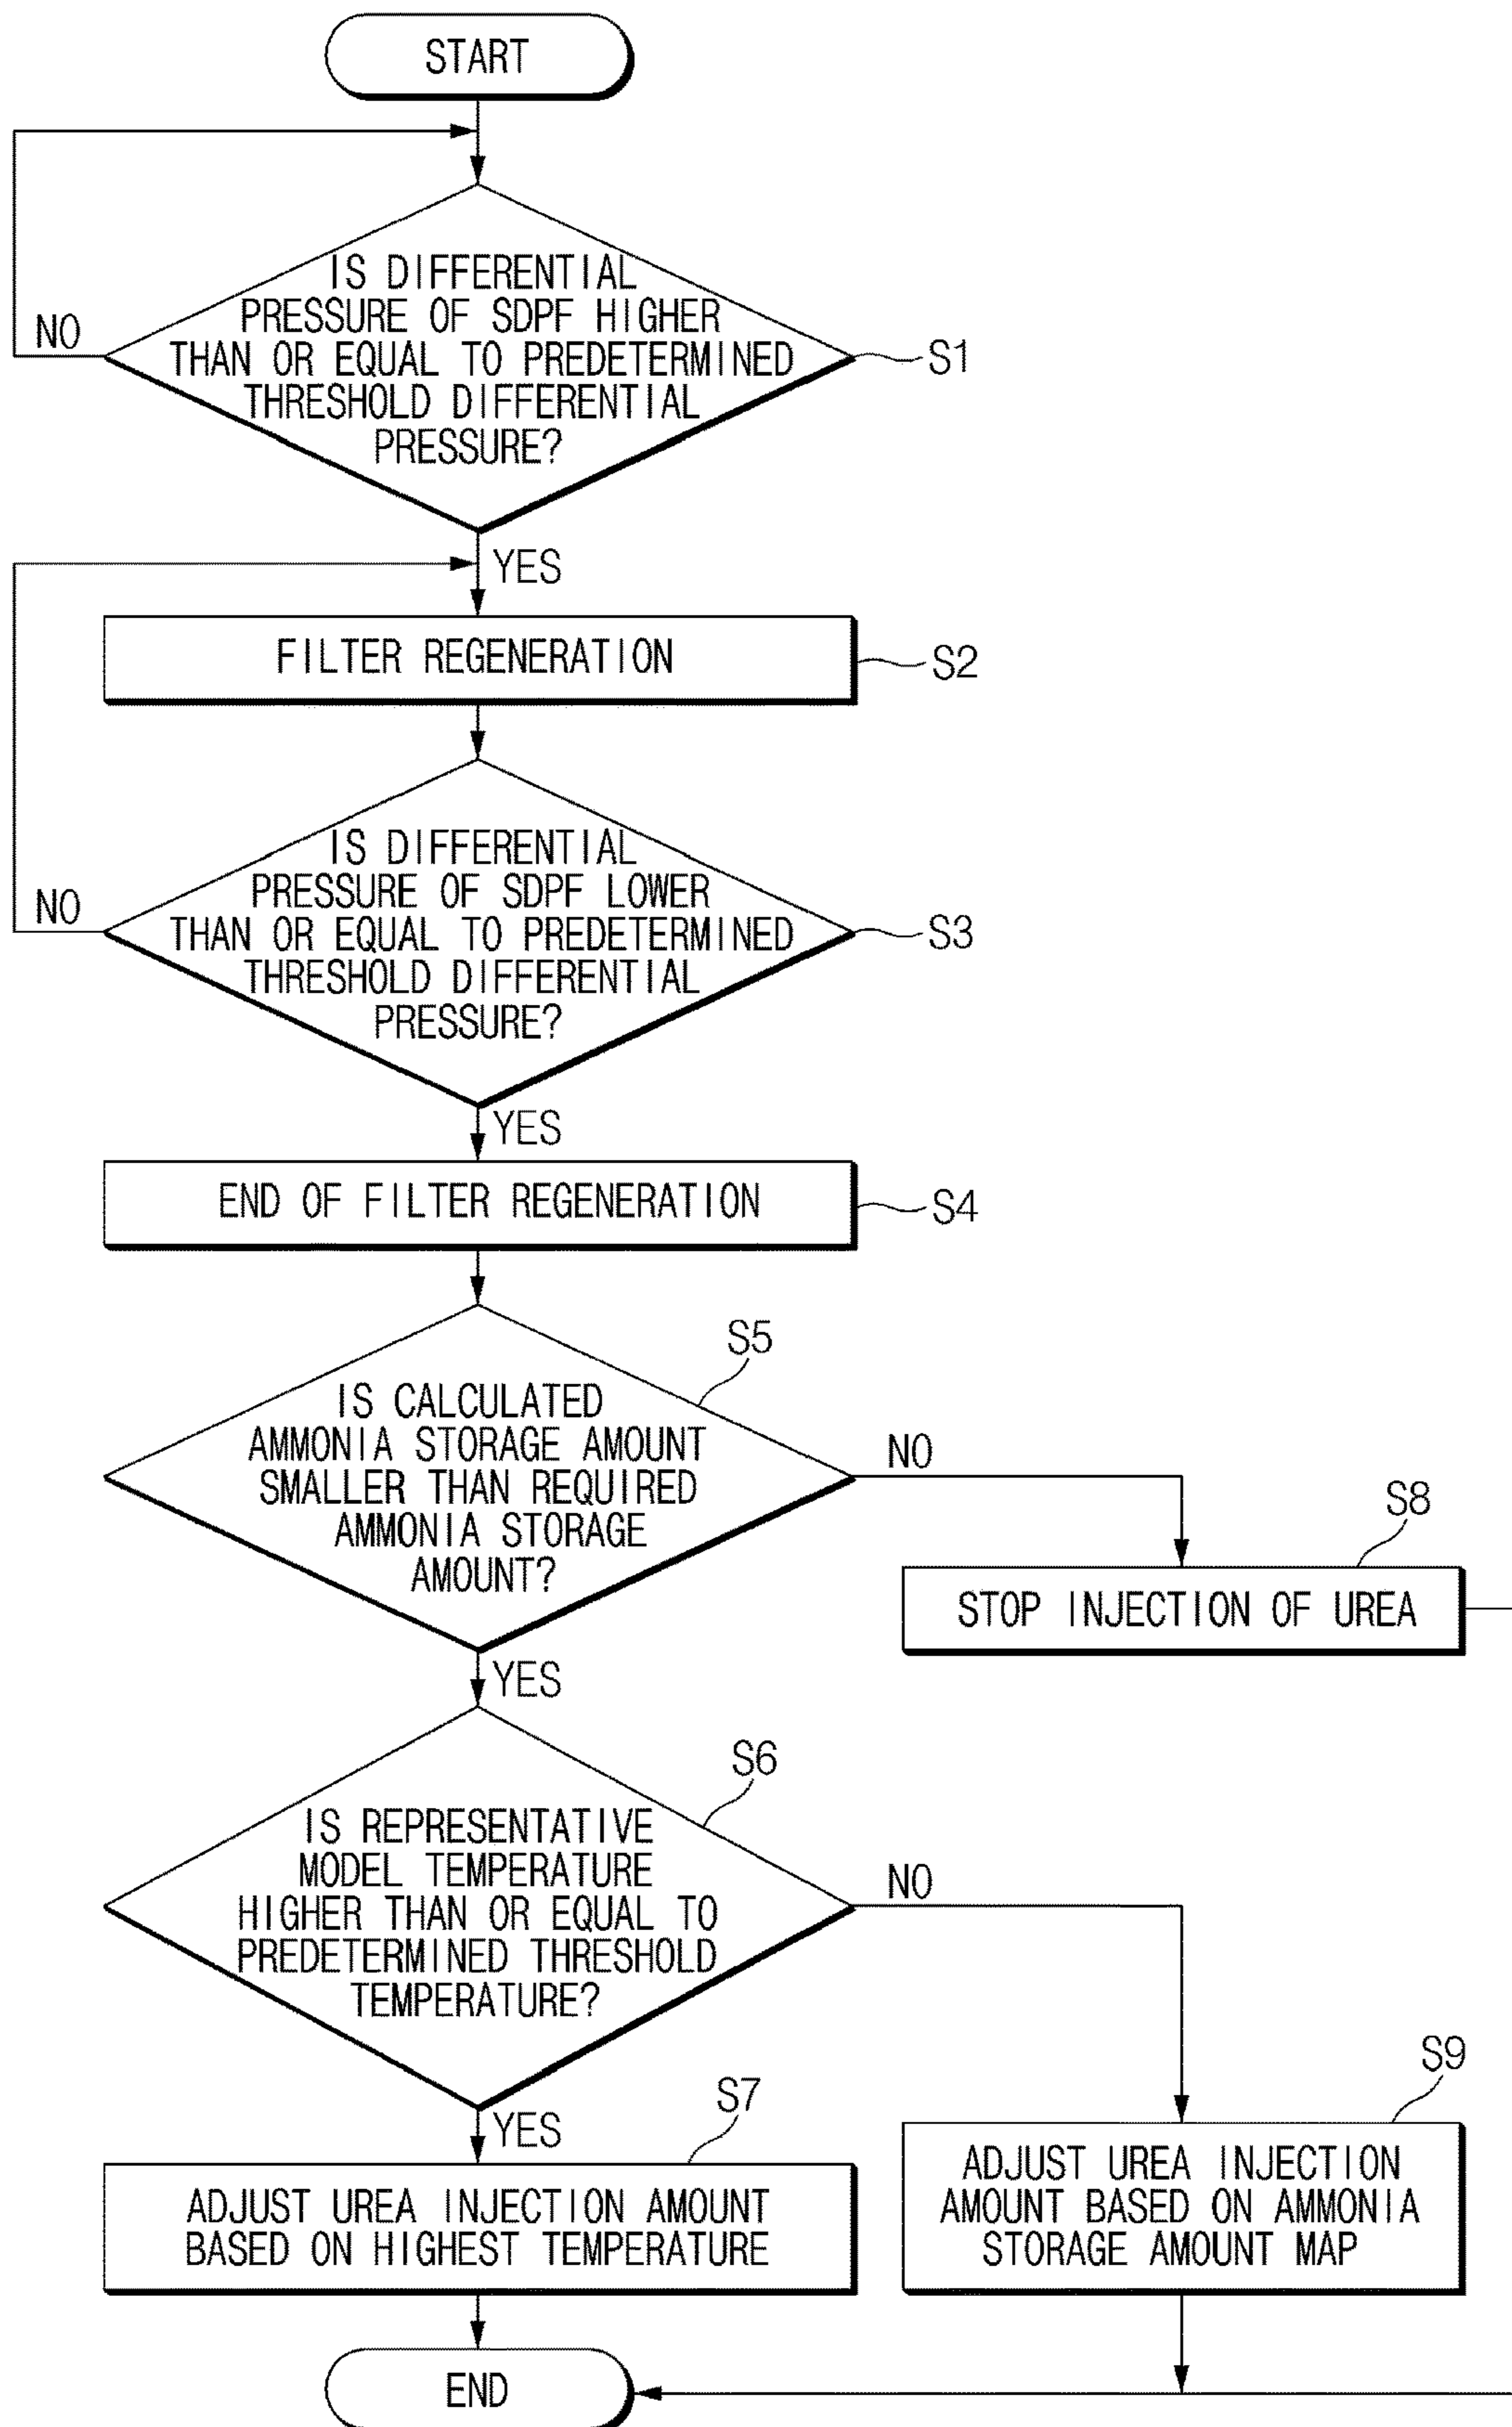 START
IS DIFFERENTIAL
PRESSURE OF SDPF HIGHER
THAN OR EQUAL TO PREDETERMINED
THRESHOLD DIFFERENTIAL
PRESSURE?
NO
S1
YES
FILTER REGENERATION
S2
IS DIFFERENTIAL
PRESSURE OF SDPF LOWER
THAN OR EQUAL TO PREDETERMINED
THRESHOLD DIFFERENTIAL
PRESSURE?
NO
S3
YES
END OF FILTER REGENERATION
S4
S5
IS CALCULATED
AMMONIA STORAGE AMOUNT
SMALLER THAN REQUIRED
AMMONIA STORAGE
AMOUNT?
NO
S8
STOP INJECTION OF UREA
YES
S6
IS REPRESENTATIVE
MODEL TEMPERATURE
HIGHER THAN OR EQUAL TO
PREDETERMINED THRESHOLD
TEMPERATURE?
NO
YES
S7
ADJUST UREA INJECTION AMOUNT
BASED ON HIGHEST TEMPERATURE
S9
ADJUST UREA INJECTION
AMOUNT BASED ON AMMONIA
STORAGE AMOUNT MAP
END